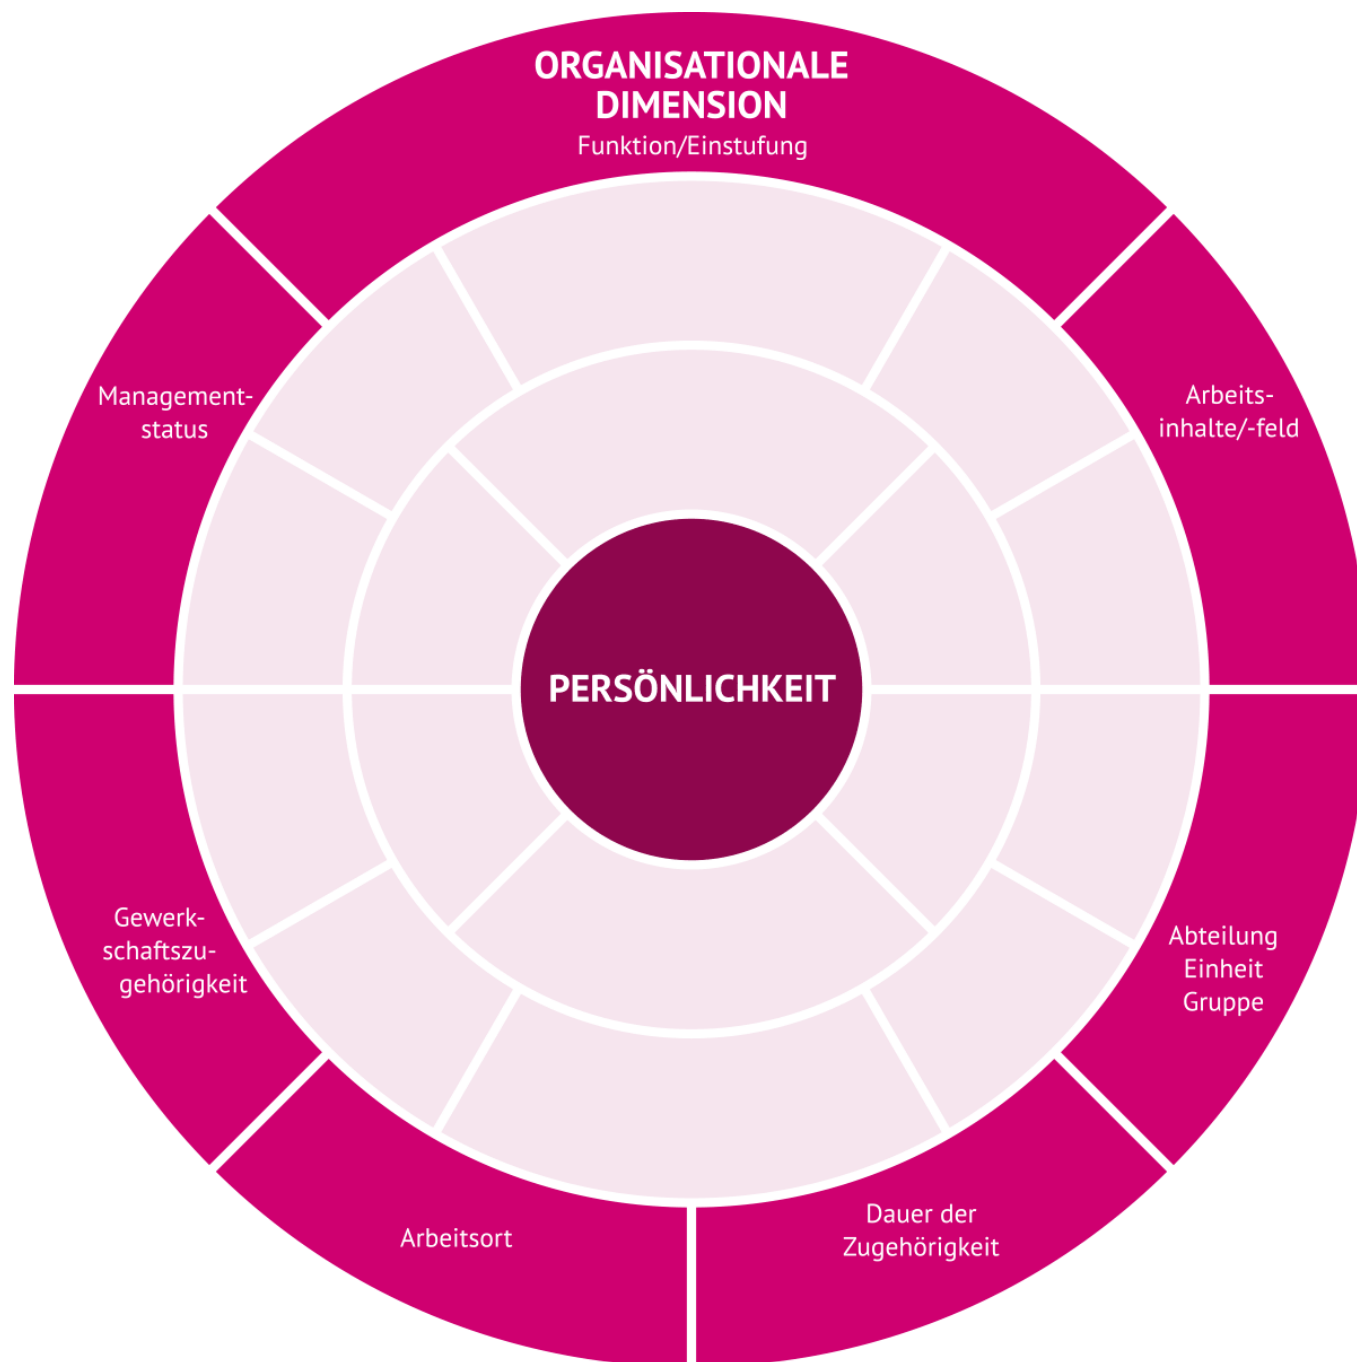 ORGANISATIONALE
DIMENSION
Funktion/Einstufung
Management-
status
Arbeits-
inhalte/-feld
PERSÖNLICHKEIT
Gewerk-
schaftszu-
gehörigkeit
Abteilung
Einheit
Gruppe
Arbeitsort
Dauer der
Zugehörigkeit